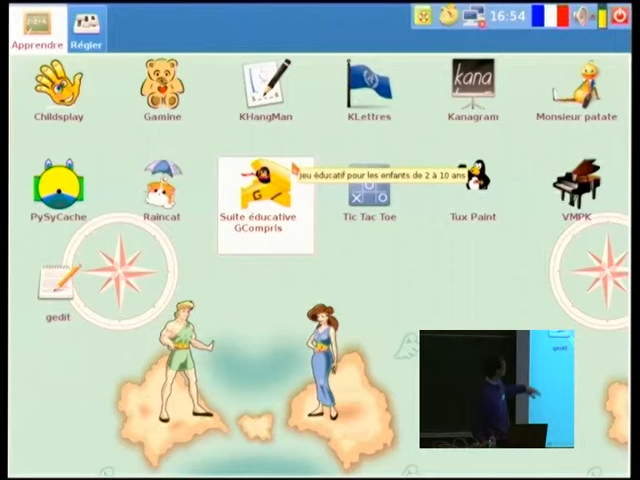 16:54
Apprendre Régler
Childsplay Gamine KHangMan KLettres Kanagram Monsieur patate
kana
jeu éducatif pour les enfants de 2 à 10 ans
PySyCache Raincat Suite éducative GCompris Tic Tac Toe Tux Paint VMPK
gedit